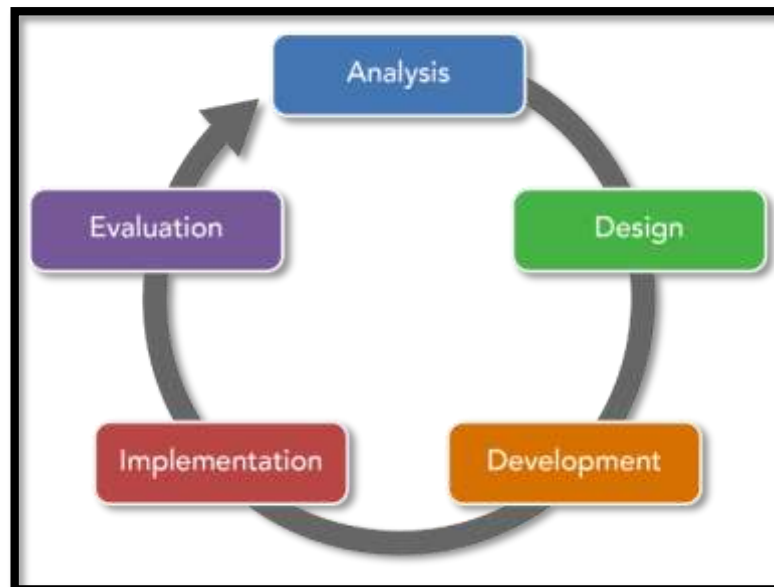 Analysis
Design
Development
Implementation
Evaluation